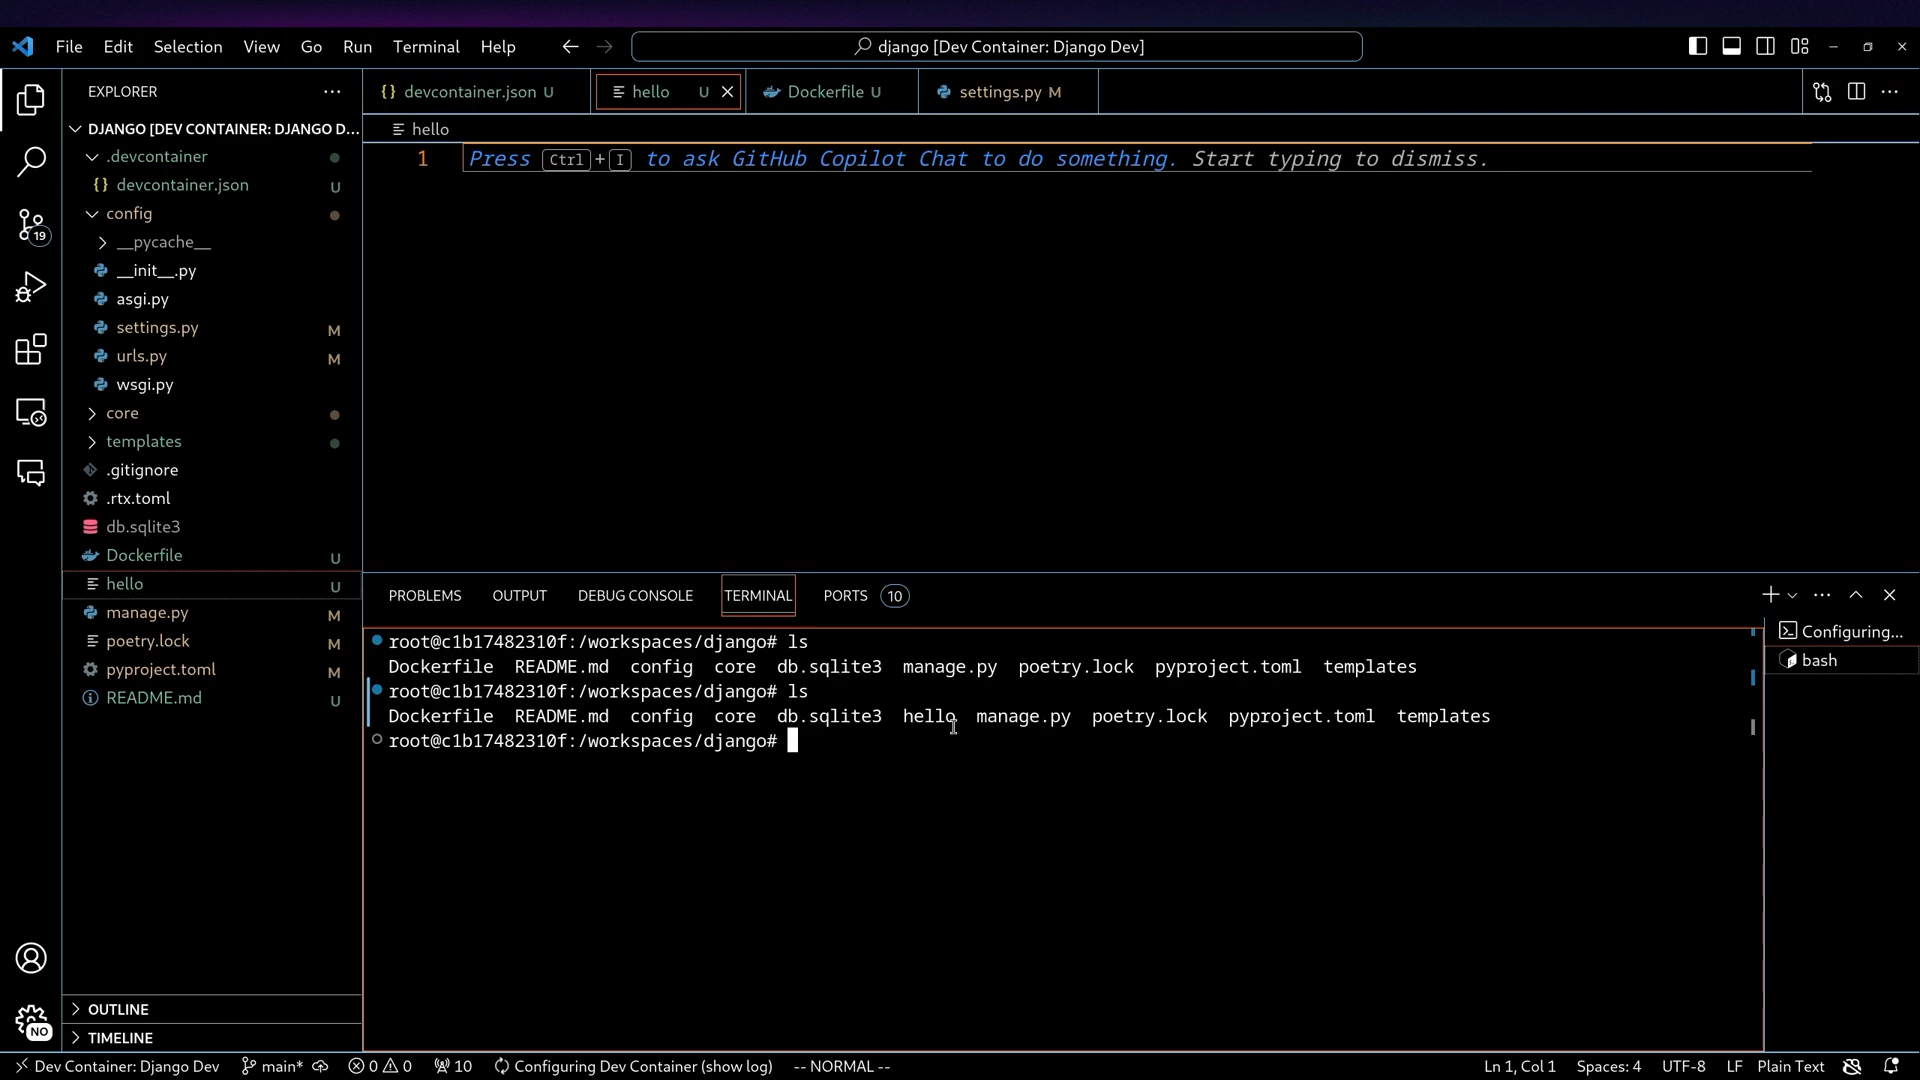 File Edit Selection View Go Run Terminal Help
django [Dev Container: Django Dev]
EXPLORER
devcontainer.json U
hello U
Dockerfile U
settings.py M
DJANGO [DEV CONTAINER: DJANGO D...
hello
.devcontainer
devcontainer.json U
config
__pycache__
__init__.py
asgi.py
settings.py M
urls.py M
wsgi.py
core
templates
.gitignore
.rtx.toml
db.sqlite3
Dockerfile U
hello U
manage.py M
poetry.lock M
pyproject.toml M
README.md U
OUTLINE
TIMELINE
19
NO
1 Press Ctrl+I to ask GitHub Copilot Chat to do something. Start typing to dismiss.
PROBLEMS OUTPUT DEBUG CONSOLE TERMINAL PORTS 10
root@c1b17482310f:/workspaces/django# ls
Dockerfile README.md config core db.sqlite3 manage.py poetry.lock pyproject.toml templates
root@c1b17482310f:/workspaces/django# ls
Dockerfile README.md config core db.sqlite3 hello manage.py poetry.lock pyproject.toml templates
root@c1b17482310f:/workspaces/django#
Configuring...
bash
Dev Container: Django Dev main* 0 0 10 Configuring Dev Container (show log) -- NORMAL -- Ln 1, Col 1 Spaces: 4 UTF-8 LF Plain Text